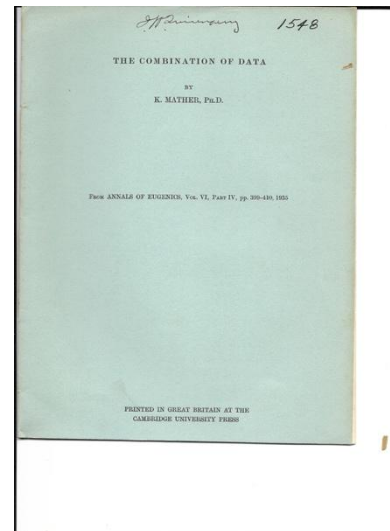 1548
THE COMBINATION OF DATA
BY
K. MATHER, PH.D.
FROM ANNALS OF EUGENICS, VOL. VI, PART IV, pp. 399–410, 1935
PRINTED IN GREAT BRITAIN AT THE
CAMBRIDGE UNIVERSITY PRESS